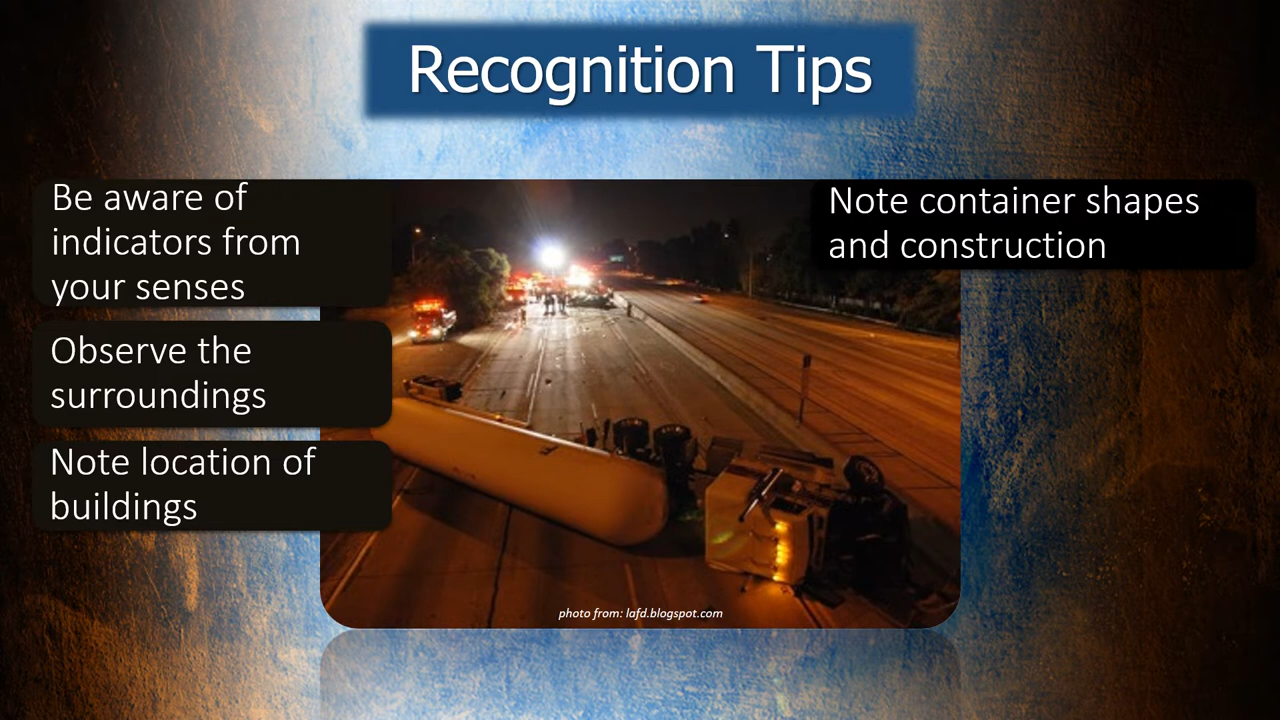 Recognition Tips
Be aware of
indicators from
your senses
Observe the
surroundings
Note location of
buildings
Note container shapes
and construction
photo from: lafd.blogspot.com